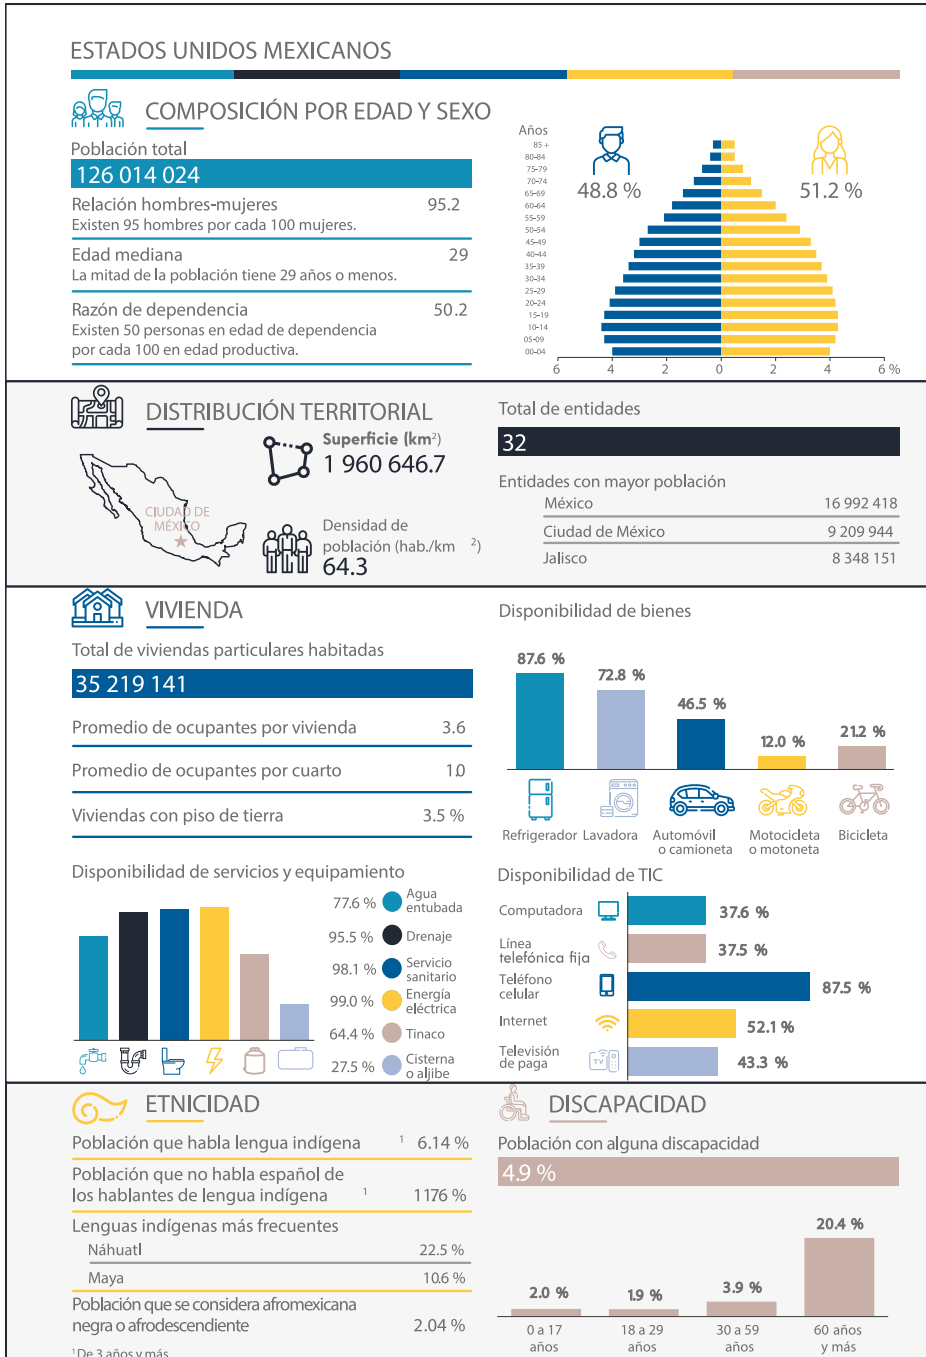 ESTADOS UNIDOS MEXICANOS
COMPOSICIÓN POR EDAD Y SEXO
Población total
126 014 024
Relación hombres-mujeres 95.2
Existen 95 hombres por cada 100 mujeres.
Edad mediana 29
La mitad de la población tiene 29 años o menos.
Razón de dependencia 50.2
Existen 50 personas en edad de dependencia
por cada 100 en edad productiva.
Años
48.8 %
51.2 %
85 +
80-84
75-79
70-74
65-69
60-64
55-59
50-54
45-49
40-44
35-39
30-34
25-29
20-24
15-19
10-14
05-09
00-04
6 4 2 0 2 4 6 %
DISTRIBUCIÓN TERRITORIAL
CIUDAD DE
MÉXICO
Superficie (km²)
1 960 646.7
Densidad de
población (hab./km ²)
64.3
Total de entidades
32
Entidades con mayor población
México 16 992 418
Ciudad de México 9 209 944
Jalisco 8 348 151
VIVIENDA
Total de viviendas particulares habitadas
35 219 141
Promedio de ocupantes por vivienda 3.6
Promedio de ocupantes por cuarto 1.0
Viviendas con piso de tierra 3.5 %
Disponibilidad de bienes
87.6 %
72.8 %
46.5 %
12.0 %
21.2 %
Refrigerador
Lavadora
Automóvil
o camioneta
Motocicleta
o motoneta
Bicicleta
Disponibilidad de servicios y equipamiento
77.6 % Agua
entubada
95.5 % Drenaje
98.1 % Servicio
sanitario
99.0 % Energía
eléctrica
64.4 % Tinaco
27.5 % Cisterna
o aljibe
TV
Disponibilidad de TIC
Computadora 37.6 %
Línea
telefónica fija 37.5 %
Teléfono
celular 87.5 %
Internet 52.1 %
Televisión
de paga 43.3 %
ETNICIDAD
Población que habla lengua indígena ¹ 6.14 %
Población que no habla español de
los hablantes de lengua indígena ¹ 1176 %
Lenguas indígenas más frecuentes
Náhuatl 22.5 %
Maya 10.6 %
Población que se considera afromexicana
negra o afrodescendiente 2.04 %
¹De 3 años y más
DISCAPACIDAD
Población con alguna discapacidad
4.9 %
2.0 %
1.9 %
3.9 %
20.4 %
0 a 17
años
18 a 29
años
30 a 59
años
60 años
y más